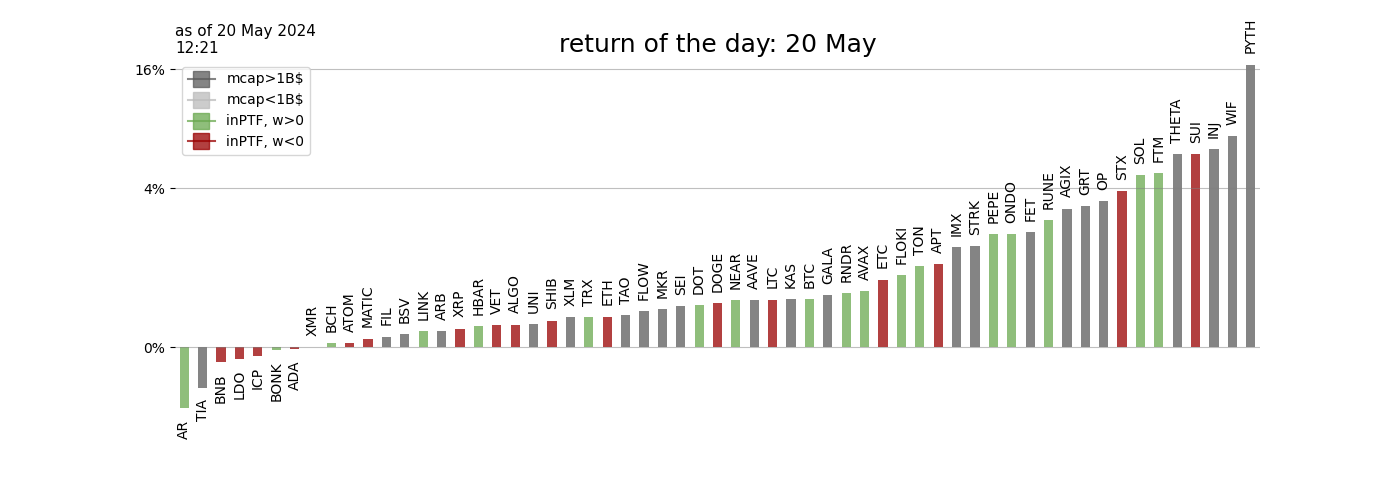 as of 20 May 2024
12:21
return of the day: 20 May
16%
4%
0%
mcap>1B$
mcap<1B$
inPTF, w>0
inPTF, w<0
AR
TIA
BNB
LDO
ICP
BONK
ADA
XMR
BCH
ATOM
MATIC
FIL
BSV
LINK
ARB
XRP
HBAR
VET
ALGO
UNI
SHIB
XLM
TRX
ETH
TAO
FLOW
MKR
SEI
DOT
DOGE
NEAR
AAVE
LTC
KAS
BTC
GALA
RNDR
AVAX
ETC
FLOKI
TON
APT
IMX
STRK
PEPE
ONDO
FET
RUNE
AGIX
GRT
OP
STX
SOL
FTM
THETA
SUI
INJ
WIF
PYTH